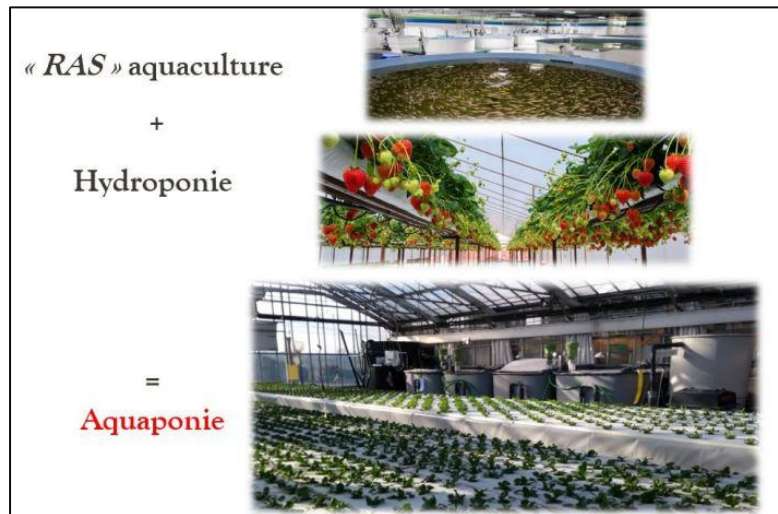 « RAS » aquaculture
+
Hydroponie
=
Aquaponie